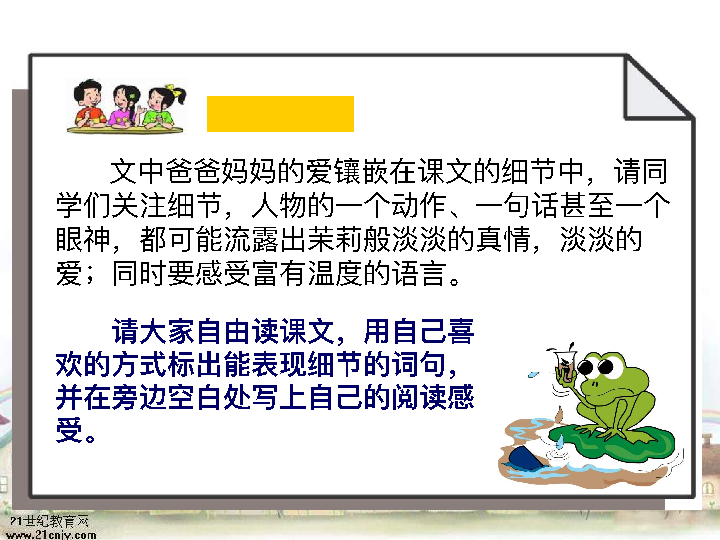 文中爸爸妈妈的爱镶嵌在课文的细节中，请同
学们关注细节，人物的一个动作、一句话甚至一个
眼神，都可能流露出茉莉般淡淡的真情，淡淡的
爱；同时要感受富有温度的语言。
请大家自由读课文，用自己喜
欢的方式标出能表现细节的词句，
并在旁边空白处写上自己的阅读感
受。
21世纪教育网
www.21cnjy.com